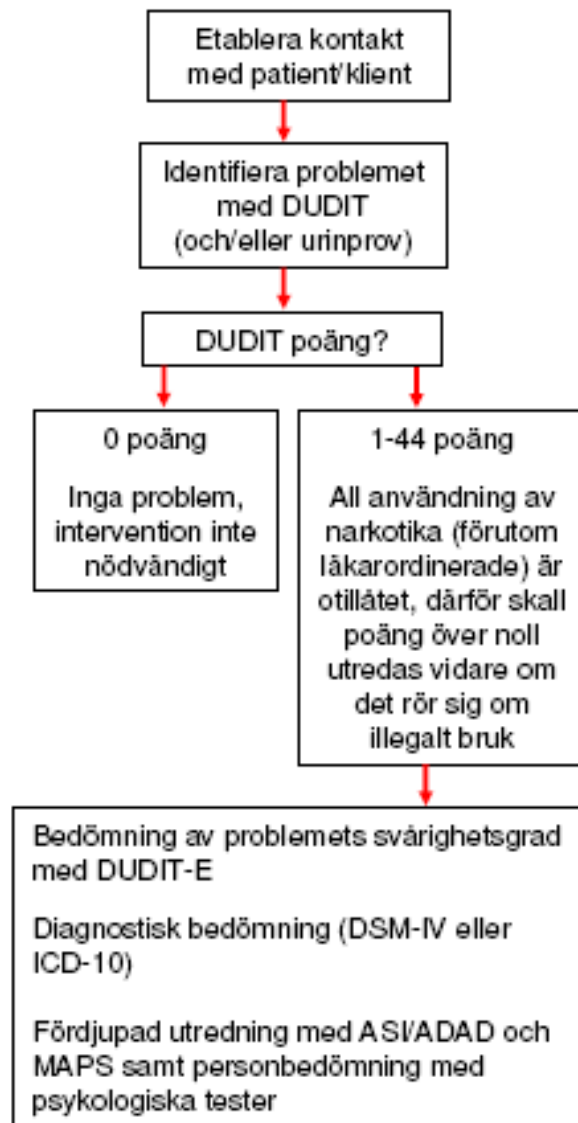 Etablera kontakt
med patient/klient
Identifiera problemet
med DUDIT
(och/eller urinprov)
DUDIT poäng?
0 poäng
Inga problem,
intervention inte
nödvändigt
1-44 poäng
All användning av
narkotika (förutom
läkarordinerade) är
otillåtet, därför skall
poäng över noll
utredas vidare om
det rör sig om
illegalt bruk
Bedömning av problemets svårighetsgrad
med DUDIT-E
Diagnostisk bedömning (DSM-IV eller
ICD-10)
Fördjupad utredning med ASI/ADAD och
MAPS samt personbedömning med
psykologiska tester